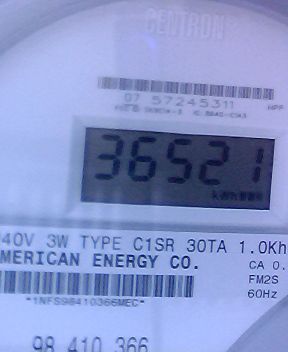 CENTRON
07 57245311
36521
40V 3W TYPE C1SR 30TA 1.0Kh
MERICAN ENERGY CO.
CA 0.
FM2S
*1NFS98410366MEC*
60Hz
98 410 366